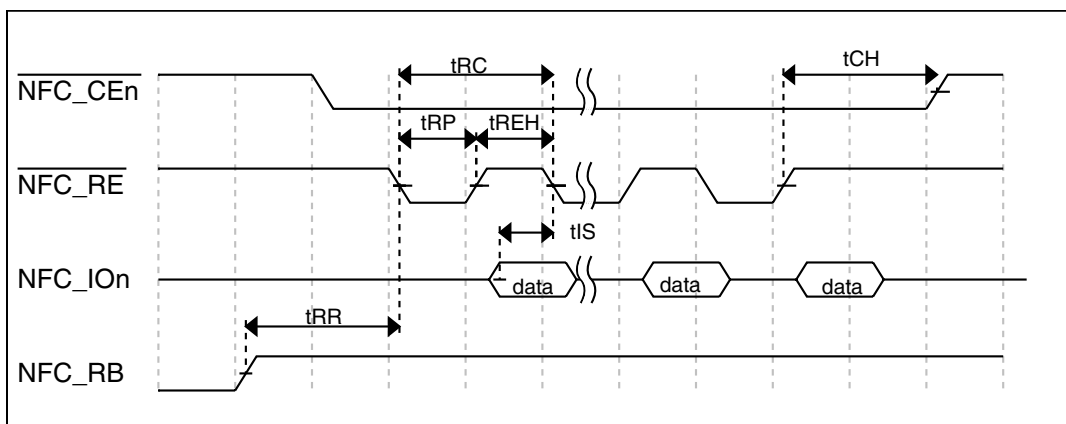 NFC_CEn
tRC
tCH
tRP
tREH
NFC_RE
tIS
NFC_IOn
data
data
data
tRR
NFC_RB